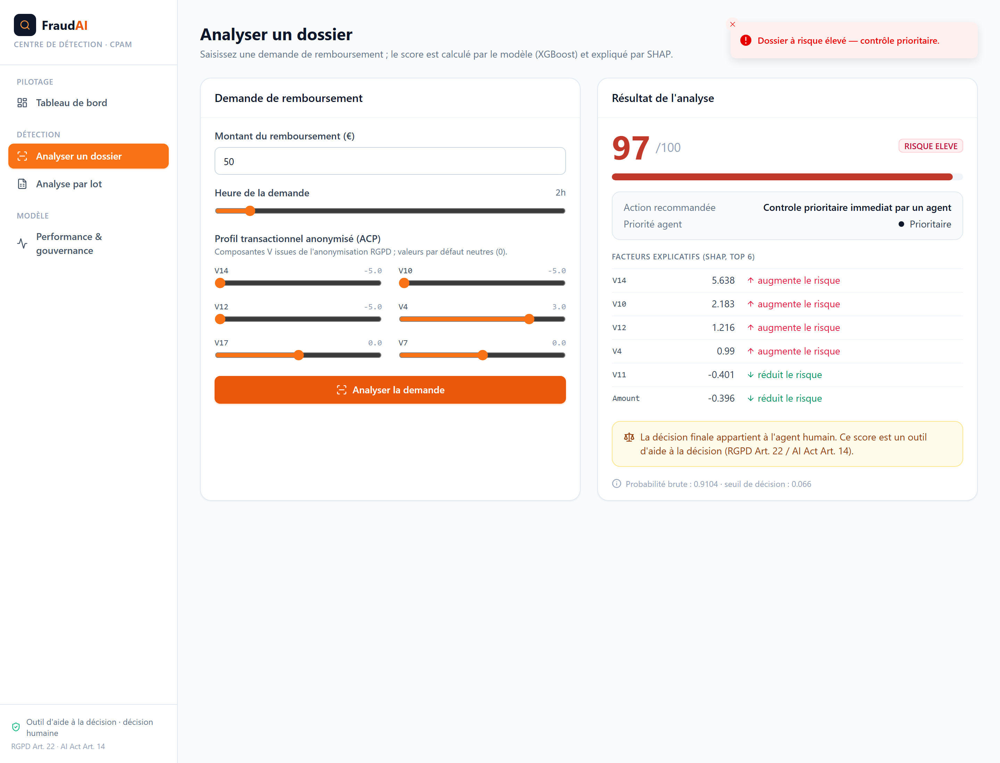 FraudAI
CENTRE DE DÉTECTION · CPAM
PILOTAGE
Tableau de bord
DÉTECTION
Analyser un dossier
Analyse par lot
MODÈLE
Performance &
gouvernance
Outil d'aide à la décision · décision
humaine
RGPD Art. 22 · AI Act Art. 14
Analyser un dossier
Saisissez une demande de remboursement ; le score est calculé par le modèle (XGBoost) et expliqué par SHAP.
Dossier à risque élevé — contrôle prioritaire.
Demande de remboursement
Montant du remboursement (€)
50
Heure de la demande 2h
Profil transactionnel anonymisé (ACP)
Composantes V issues de l'anonymisation RGPD ; valeurs par défaut neutres (0).
V14 -5.0 V10 -5.0
V12 -5.0 V4 3.0
V17 0.0 V7 0.0
Analyser la demande
Résultat de l'analyse
97 /100 RISQUE ELEVE
Action recommandée Controle prioritaire immediat par un agent
Priorité agent ● Prioritaire
FACTEURS EXPLICATIFS (SHAP, TOP 6)
V14 5.638 ↑ augmente le risque
V10 2.183 ↑ augmente le risque
V12 1.216 ↑ augmente le risque
V4 0.99 ↑ augmente le risque
V11 -0.401 ↓ réduit le risque
Amount -0.396 ↓ réduit le risque
La décision finale appartient à l'agent humain. Ce score est un outil
d'aide à la décision (RGPD Art. 22 / AI Act Art. 14).
Probabilité brute : 0.9104 · seuil de décision : 0.066